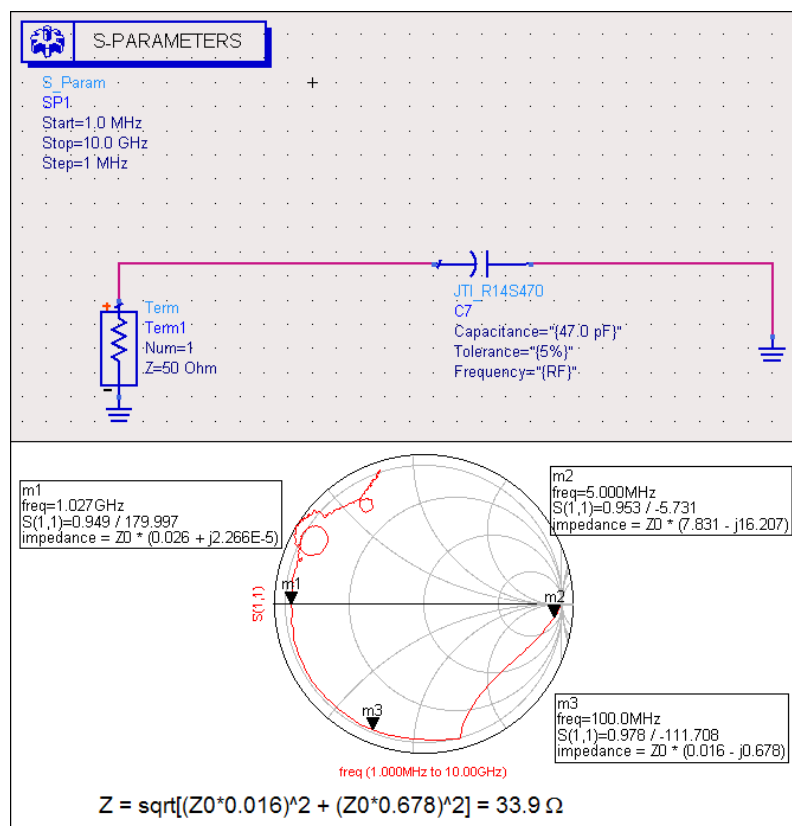 S-PARAMETERS
S_Param
SP1
Start=1.0 MHz
Stop=10.0 GHz
Step=1 MHz
+
Term
Term1
Num=1
Z=50 Ohm
-
JTI_R14S470
C7
Capacitance="{47.0 pF}"
Tolerance="{5%}"
Frequency="{RF}"
m1
freq=1.027GHz
S(1,1)=0.949 / 179.997
impedance = Z0 * (0.026 + j2.266E-5)
m2
freq=5.000MHz
S(1,1)=0.953 / -5.731
impedance = Z0 * (7.831 - j16.207)
m1
m2
m3
S(1,1)
m3
freq=100.0MHz
S(1,1)=0.978 / -111.708
impedance = Z0 * (0.016 - j0.678)
freq (1.000MHz to 10.00GHz)
Z = sqrt[(Z0*0.016)^2 + (Z0*0.678)^2] = 33.9 Ω